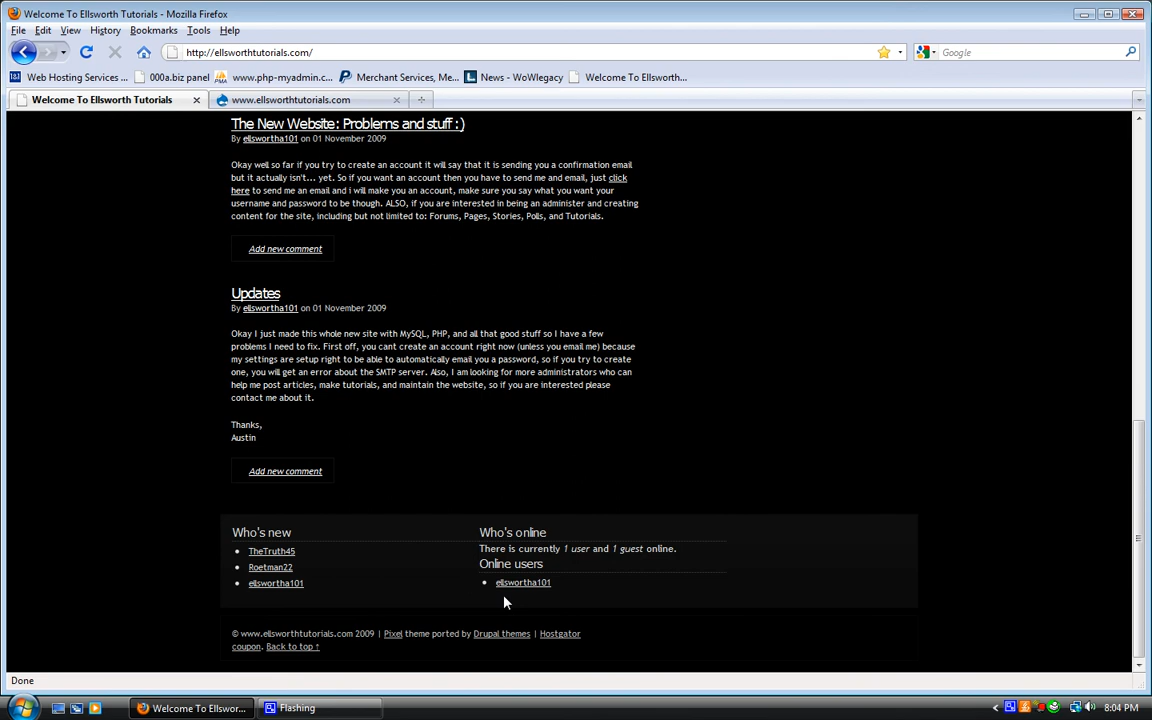 Welcome To Ellsworth Tutorials - Mozilla Firefox
File Edit View History Bookmarks Tools Help
http://ellsworthtutorials.com/
Google
Web Hosting Services ... 000a.biz panel www.php-myadmin.c... Merchant Services, Me... News - WoWlegacy Welcome To Ellsworth...
Welcome To Ellsworth Tutorials www.ellsworthtutorials.com
The New Website: Problems and stuff :)
By ellswortha101 on 01 November 2009
Okay well so far if you try to create an account it will say that it is sending you a confirmation email
but it actually isn't... yet. So if you want an account then you have to send me and email, just click
here to send me an email and i will make you an account, make sure you say what you want your
username and password to be though. ALSO, if you are interested in being an administer and creating
content for the site, including but not limited to: Forums, Pages, Stories, Polls, and Tutorials.
Add new comment
Updates
By ellswortha101 on 01 November 2009
Okay I just made this whole new site with MySQL, PHP, and all that good stuff so I have a few
problems I need to fix. First off, you cant create an account right now (unless you email me) because
my settings are setup right to be able to automatically email you a password, so if you try to create
one, you will get an error about the SMTP server. Also, I am looking for more administrators who can
help me post articles, make tutorials, and maintain the website, so if you are interested please
contact me about it.
Thanks,
Austin
Add new comment
Who's new
TheTruth45
Roetman22
ellswortha101
Who's online
There is currently 1 user and 1 guest online.
Online users
ellswortha101
© www.ellsworthtutorials.com 2009 | Pixel theme ported by Drupal themes | Hostgator
coupon. Back to top ↑
Done
Welcome To Ellswor... Flashing 8:04 PM